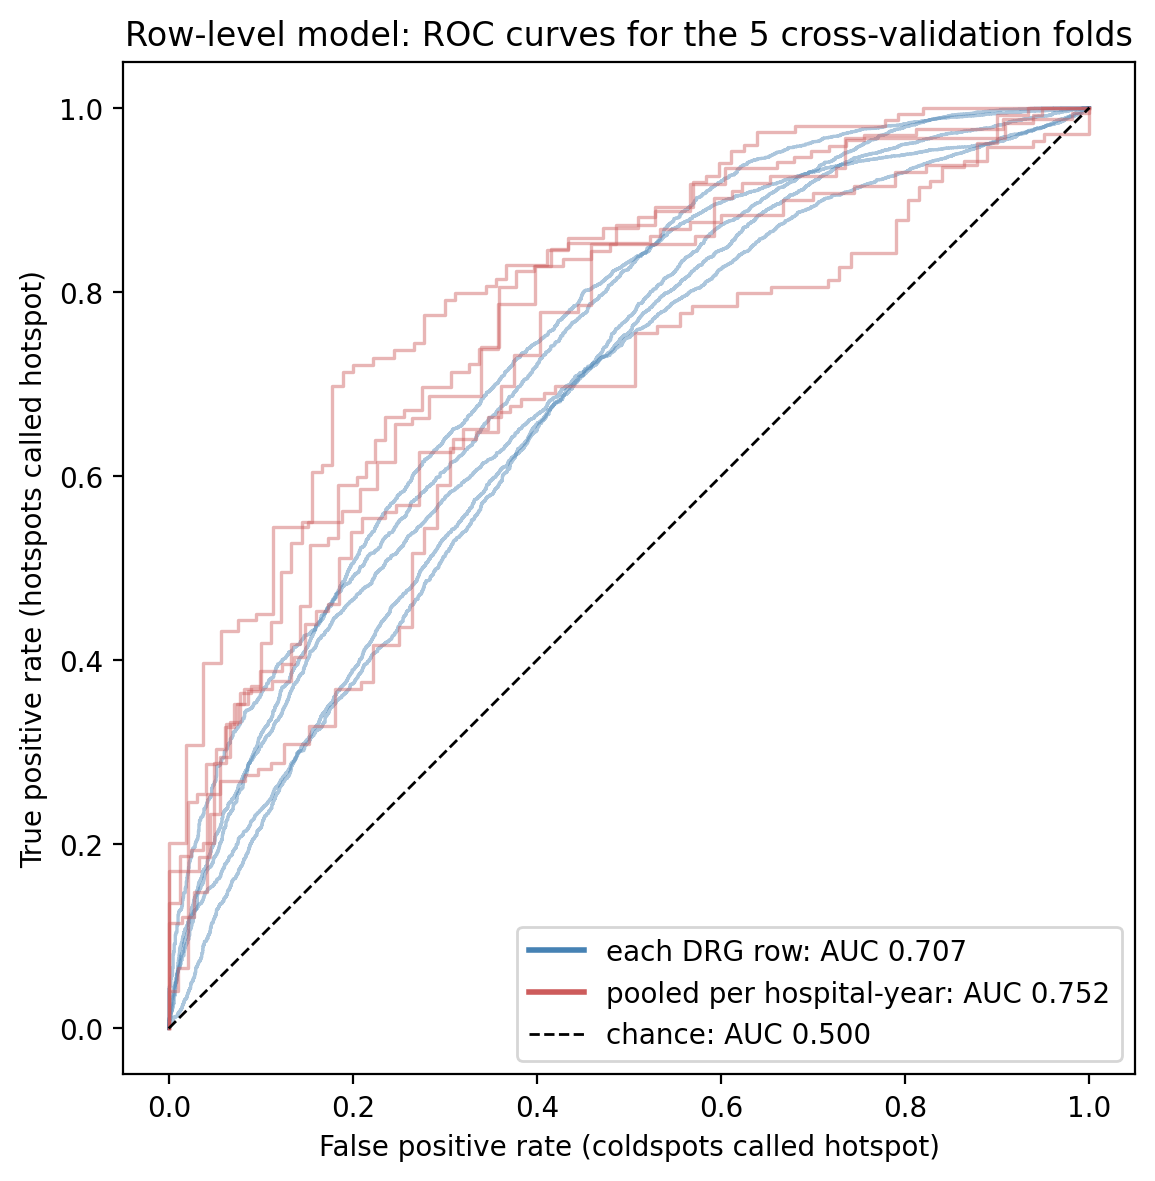 Row-level model: ROC curves for the 5 cross-validation folds
True positive rate (hotspots called hotspot)
1.0
0.8
0.6
0.4
0.2
0.0
each DRG row: AUC 0.707
pooled per hospital-year: AUC 0.752
chance: AUC 0.500
0.0 0.2 0.4 0.6 0.8 1.0
False positive rate (coldspots called hotspot)